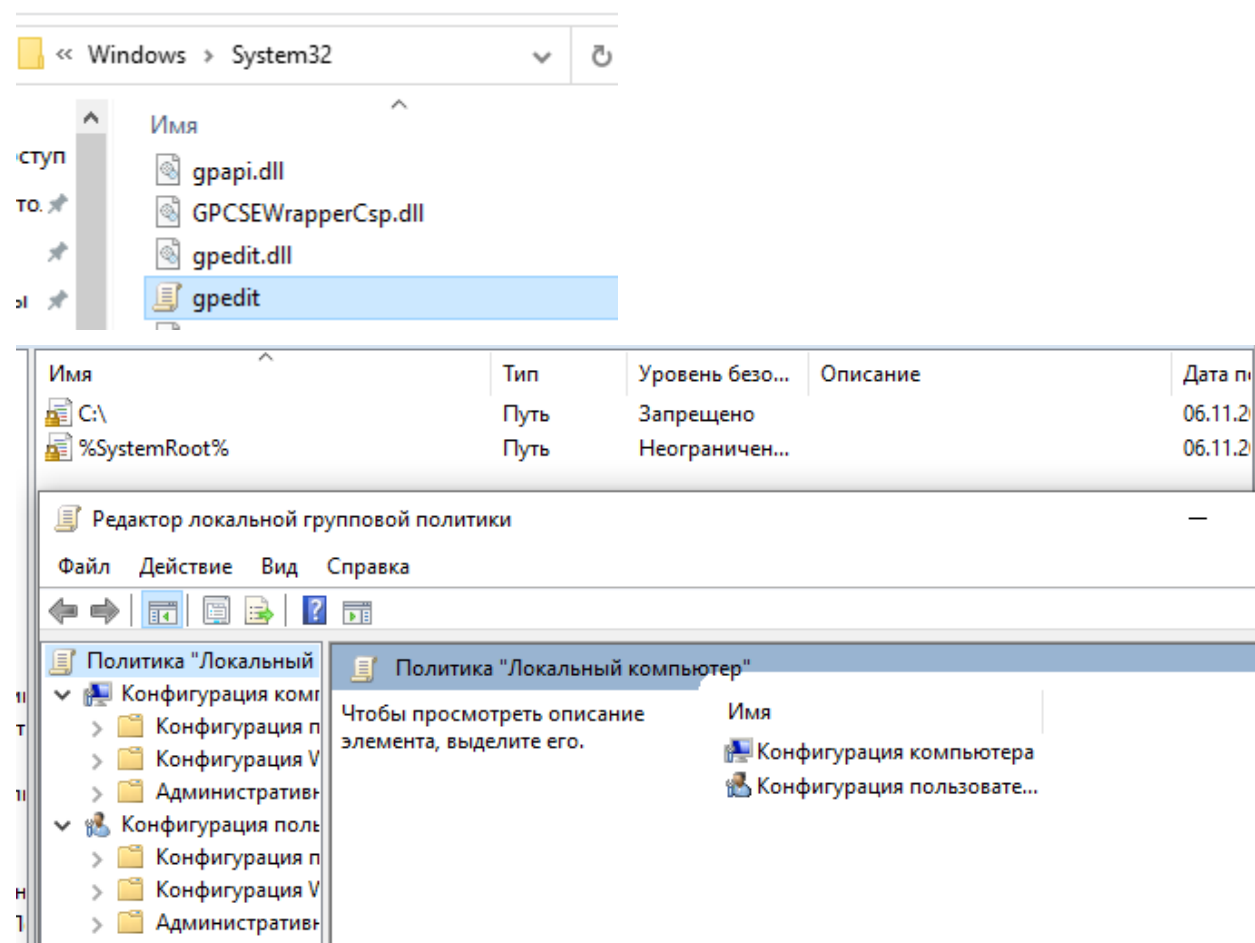 « Windows › System32
Имя
оступ
то.
ы
gpapi.dll
GPCSEWrapperCsp.dll
gpedit.dll
gpedit
Имя Тип Уровень безо... Описание Дата п
C:\ Путь Запрещено 06.11.2
%SystemRoot% Путь Неограничен... 06.11.2
Редактор локальной групповой политики
Файл Действие Вид Справка
Политика "Локальный
Конфигурация комп
Конфигурация п
Конфигурация W
Административн
Конфигурация поль
Конфигурация п
Конфигурация W
Административн
Политика "Локальный компьютер"
Чтобы просмотреть описание
элемента, выделите его.
Имя
Конфигурация компьютера
Конфигурация пользовате...